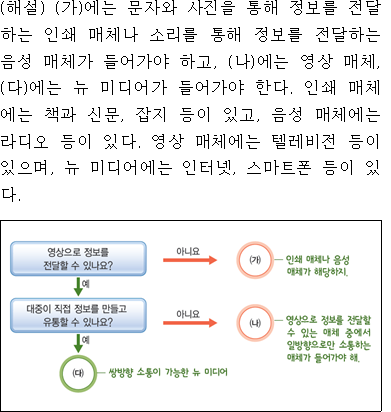 (해설) (가)에는 문자와 사진을 통해 정보를 전달
하는 인쇄 매체나 소리를 통해 정보를 전달하는
음성 매체가 들어가야 하고, (나)에는 영상 매체,
(다)에는 뉴 미디어가 들어가야 한다. 인쇄 매체
에는 책과 신문, 잡지 등이 있고, 음성 매체에는
라디오 등이 있다. 영상 매체에는 텔레비전 등이
있으며, 뉴 미디어에는 인터넷, 스마트폰 등이 있
다.
영상으로 정보를
전달할 수 있나요?
아니요
(가)
인쇄 매체나 음성
매체가 해당하지.
예
대중이 직접 정보를 만들고
유통할 수 있나요?
아니요
(나)
영상으로 정보를 전달할
수 있는 매체 중에서
일방향으로만 소통하는
매체가 들어가야 해.
예
(다)
쌍방향 소통이 가능한 뉴 미디어